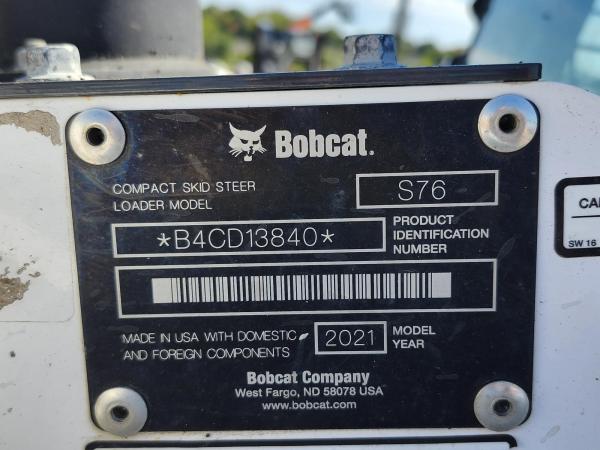 Bobcat.
COMPACT SKID STEER
LOADER MODEL
S76
*B4CD13840*
PRODUCT
IDENTIFICATION
NUMBER
MADE IN USA WITH DOMESTIC
AND FOREIGN COMPONENTS
2021
MODEL
YEAR
Bobcat Company
West Fargo, ND 58078 USA
www.bobcat.com
SW 16